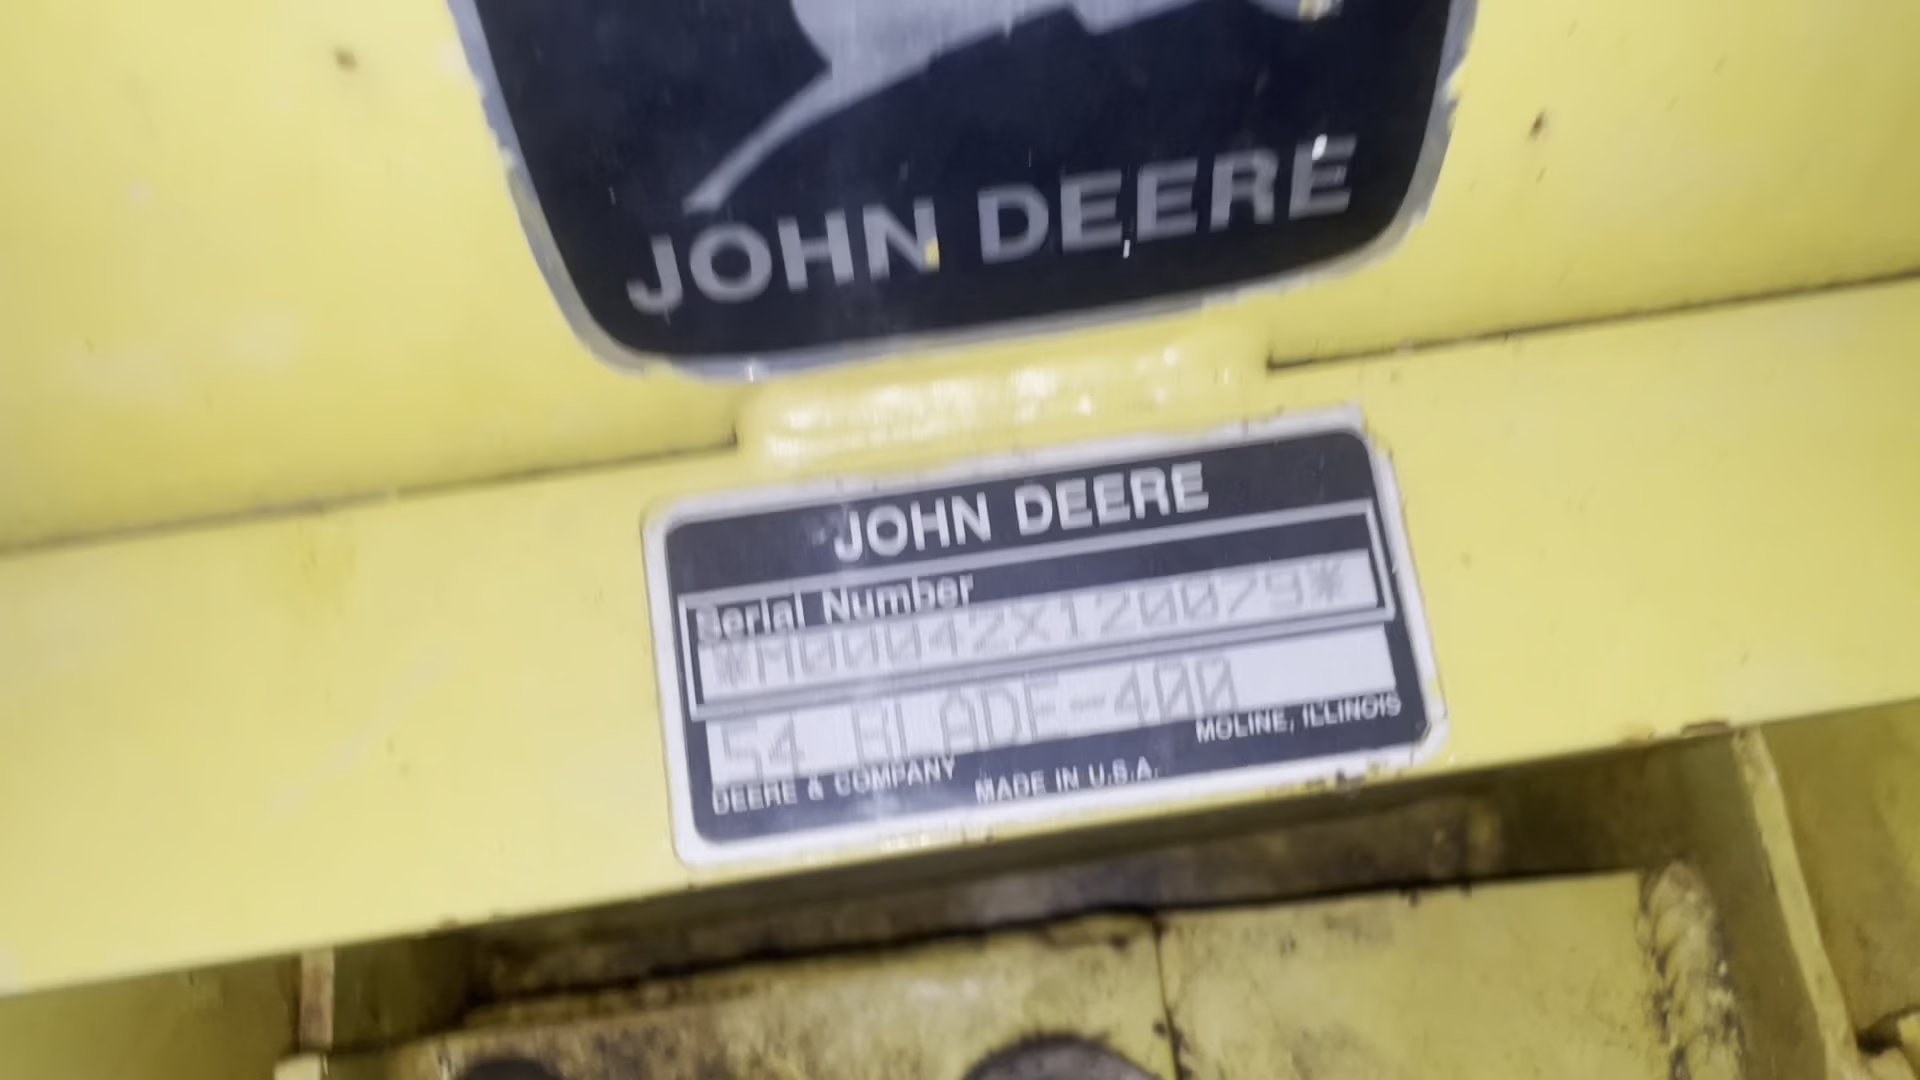 JOHN DEERE
JOHN DEERE
Serial Number
*M00042X120079*
54 BLADE-400
MOLINE, ILLINOIS
DEERE & COMPANY
MADE IN U.S.A.